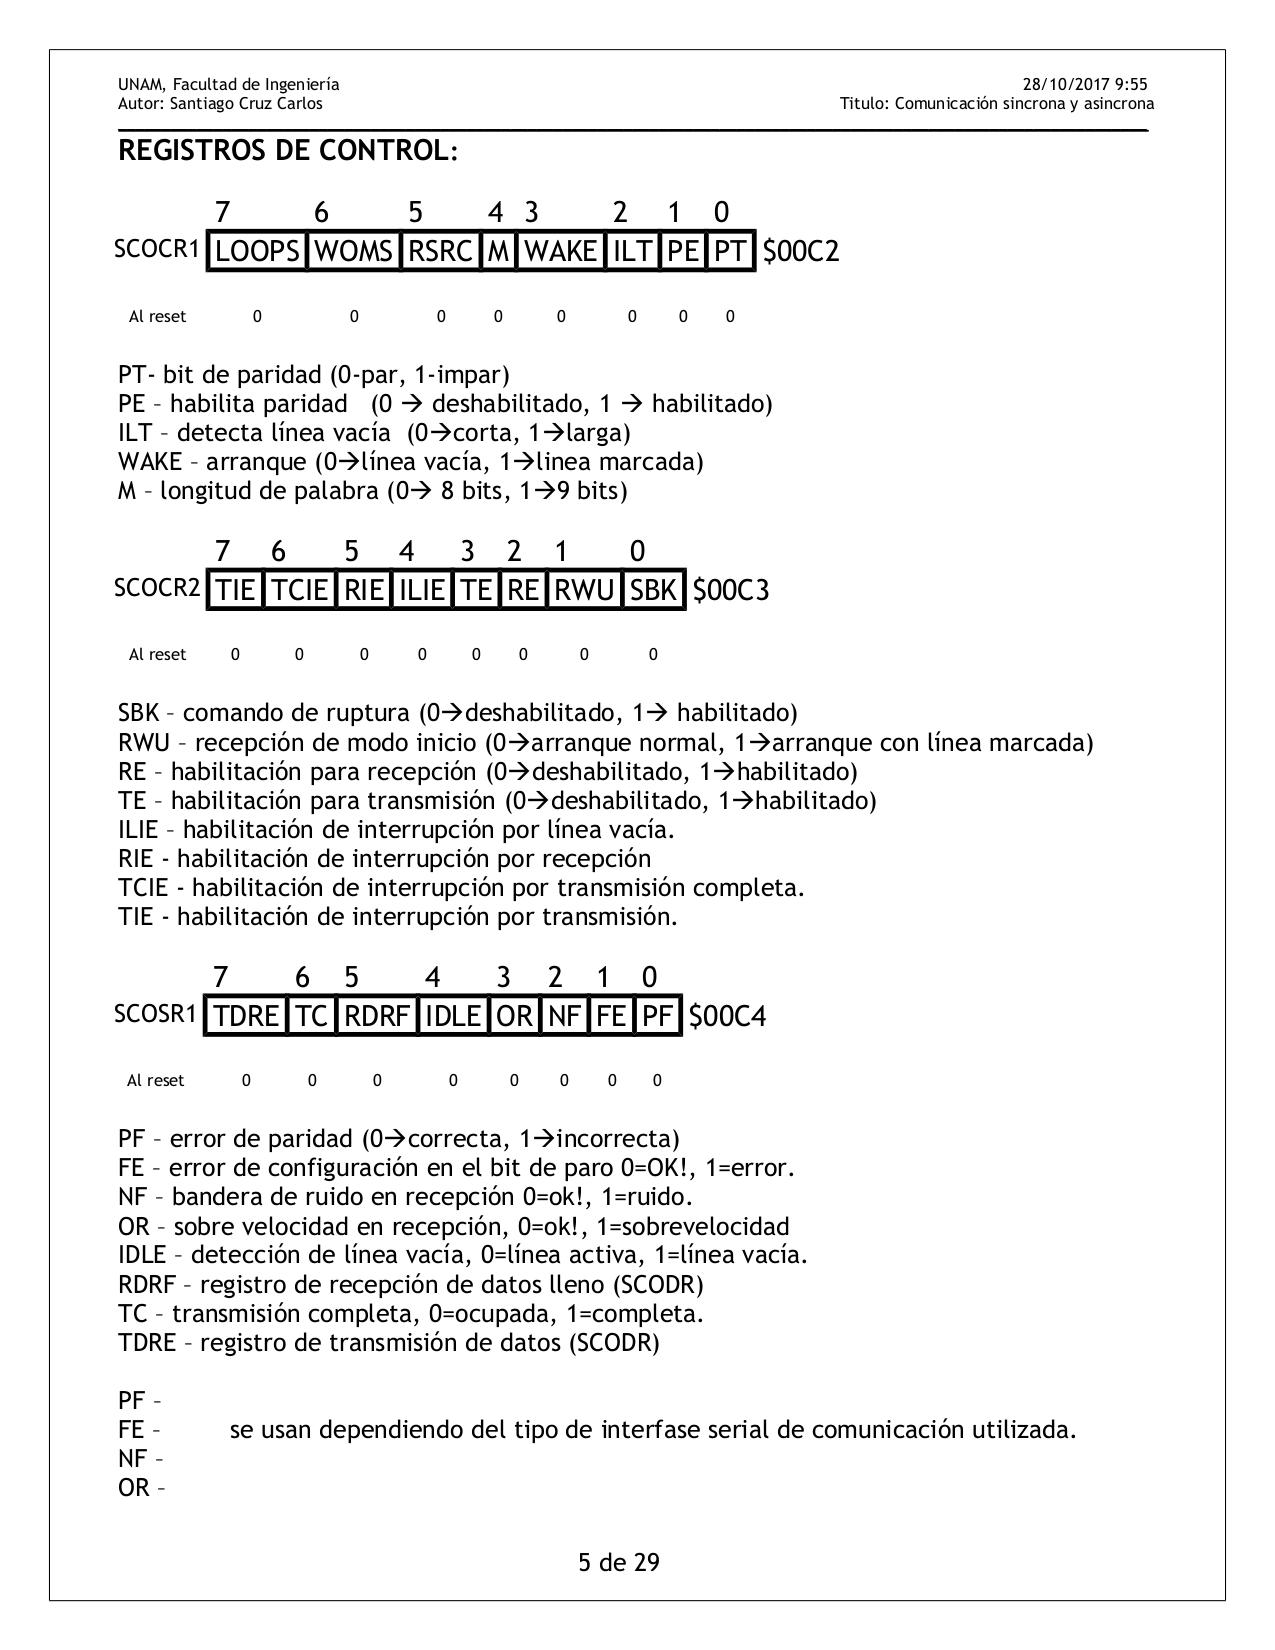 UNAM, Facultad de Ingeniería 28/10/2017 9:55
Autor: Santiago Cruz Carlos Titulo: Comunicación sincrona y asincrona
REGISTROS DE CONTROL:
7 6 5 4 3 2 1 0
SCOCR1 LOOPS WOMS RSRC M WAKE ILT PE PT $00C2
Al reset 0 0 0 0 0 0 0 0
PT- bit de paridad (0-par, 1-impar)
PE – habilita paridad (0 → deshabilitado, 1 → habilitado)
ILT – detecta línea vacía (0→corta, 1→larga)
WAKE – arranque (0→línea vacía, 1→linea marcada)
M – longitud de palabra (0→ 8 bits, 1→9 bits)
7 6 5 4 3 2 1 0
SCOCR2 TIE TCIE RIE ILIE TE RE RWU SBK $00C3
Al reset 0 0 0 0 0 0 0 0
SBK – comando de ruptura (0→deshabilitado, 1→ habilitado)
RWU – recepción de modo inicio (0→arranque normal, 1→arranque con línea marcada)
RE – habilitación para recepción (0→deshabilitado, 1→habilitado)
TE – habilitación para transmisión (0→deshabilitado, 1→habilitado)
ILIE – habilitación de interrupción por línea vacía.
RIE - habilitación de interrupción por recepción
TCIE - habilitación de interrupción por transmisión completa.
TIE - habilitación de interrupción por transmisión.
7 6 5 4 3 2 1 0
SCOSR1 TDRE TC RDRF IDLE OR NF FE PF $00C4
Al reset 0 0 0 0 0 0 0 0
PF – error de paridad (0→correcta, 1→incorrecta)
FE – error de configuración en el bit de paro 0=OK!, 1=error.
NF – bandera de ruido en recepción 0=ok!, 1=ruido.
OR – sobre velocidad en recepción, 0=ok!, 1=sobrevelocidad
IDLE – detección de línea vacía, 0=línea activa, 1=línea vacía.
RDRF – registro de recepción de datos lleno (SCODR)
TC – transmisión completa, 0=ocupada, 1=completa.
TDRE – registro de transmisión de datos (SCODR)
PF –
FE – se usan dependiendo del tipo de interfase serial de comunicación utilizada.
NF –
OR –
5 de 29